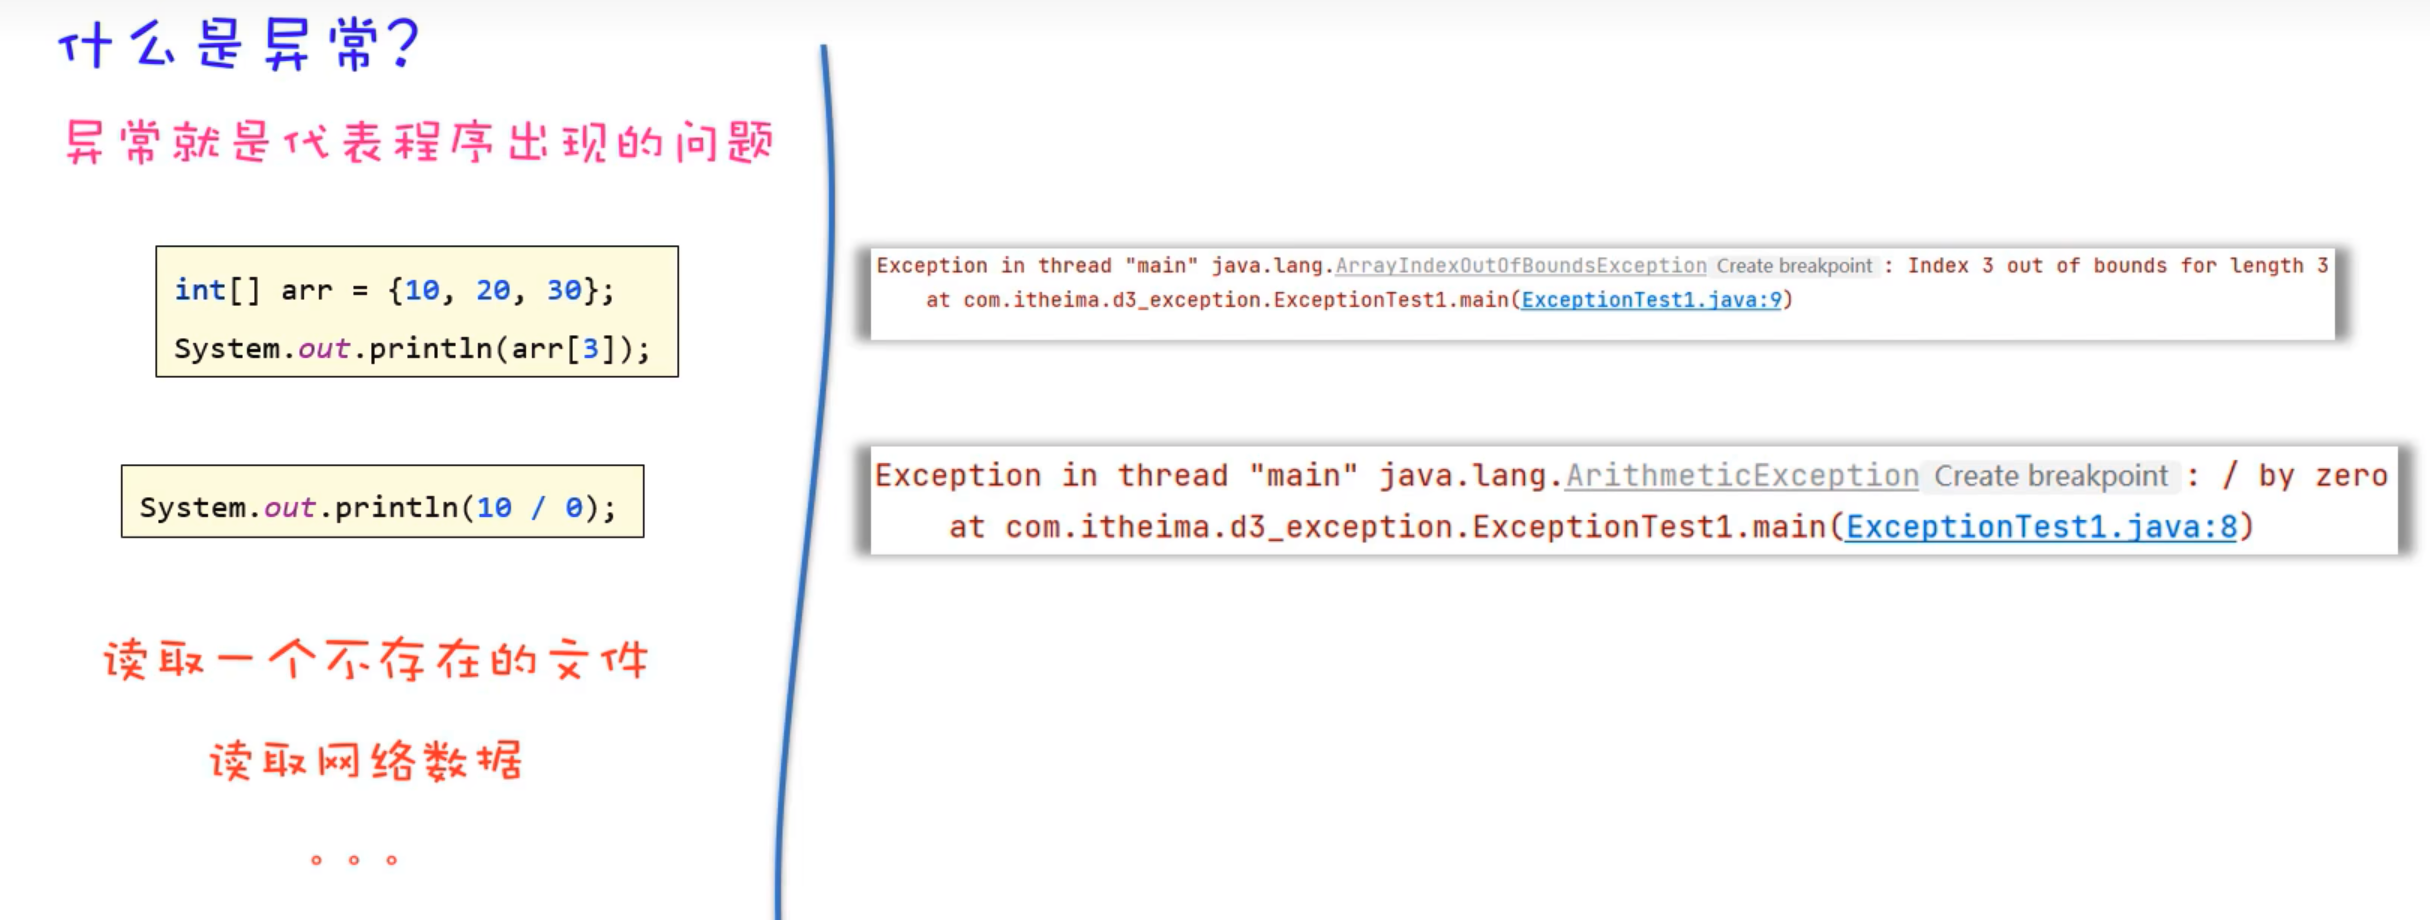 什么是异常?
异常就是代表程序出现的问题
int[] arr = {10, 20, 30};
System.out.println(arr[3]);
Exception in thread "main" java.lang.ArrayIndexOutOfBoundsException Create breakpoint : Index 3 out of bounds for length 3
at com.itheima.d3_exception.ExceptionTest1.main(ExceptionTest1.java:9)
System.out.println(10 / 0);
Exception in thread "main" java.lang.ArithmeticException Create breakpoint : / by zero
at com.itheima.d3_exception.ExceptionTest1.main(ExceptionTest1.java:8)
读取一个不存在的文件
读取网络数据
。。。